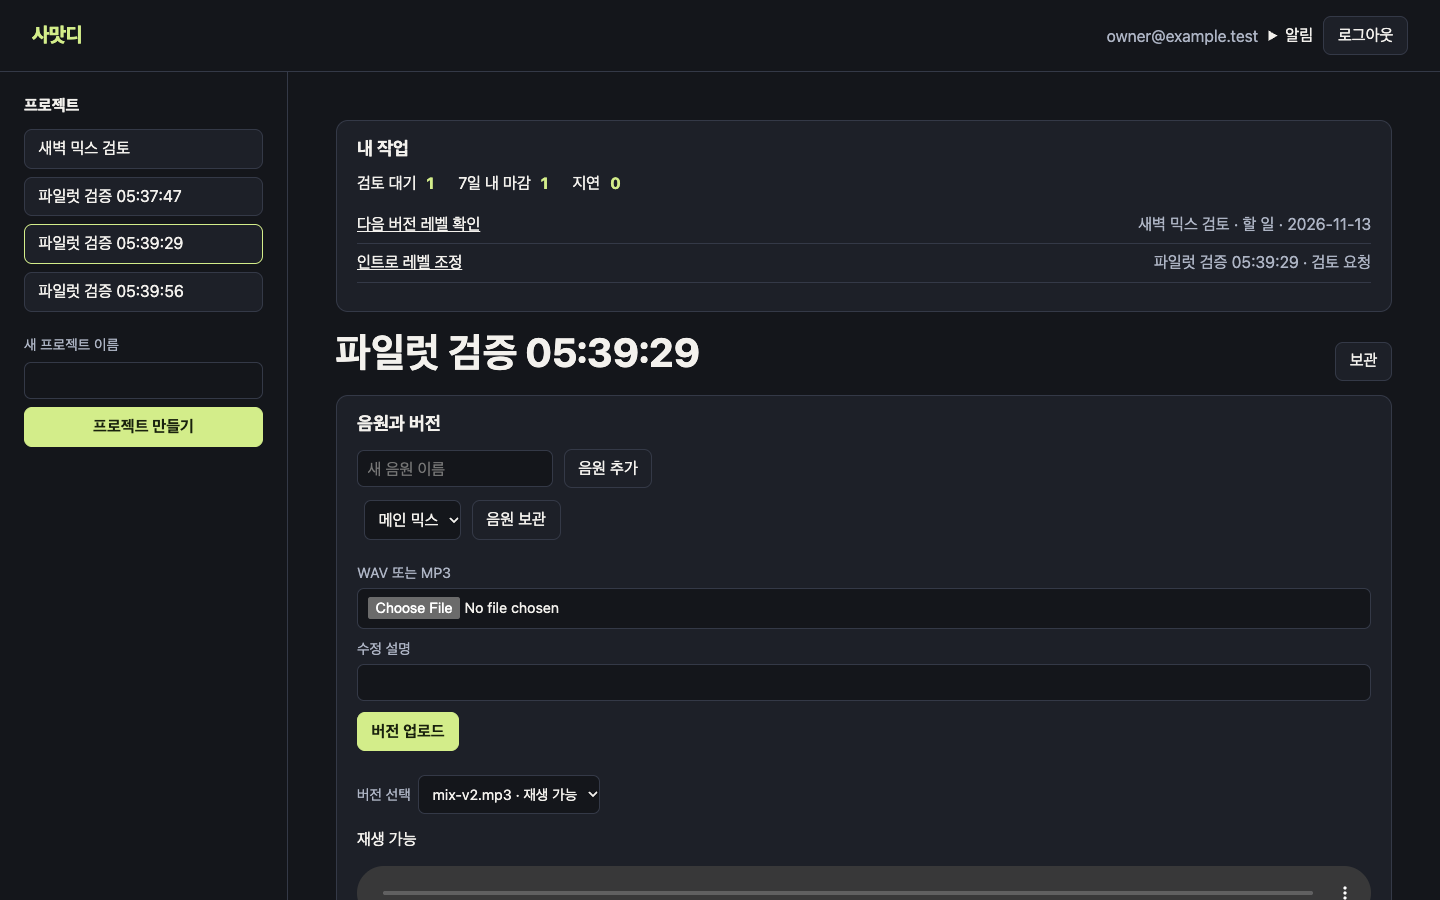 사맛디
owner@example.test ▶ 알림 로그아웃
프로젝트
새벽 믹스 검토
파일럿 검증 05:37:47
파일럿 검증 05:39:29
파일럿 검증 05:39:56
새 프로젝트 이름
프로젝트 만들기
내 작업
검토 대기 1 7일 내 마감 1 지연 0
다음 버전 레벨 확인 새벽 믹스 검토 · 할 일 · 2026-11-13
인트로 레벨 조정 파일럿 검증 05:39:29 · 검토 요청
파일럿 검증 05:39:29 보관
음원과 버전
새 음원 이름 음원 추가
메인 믹스 음원 보관
WAV 또는 MP3
Choose File No file chosen
수정 설명
버전 업로드
버전 선택 mix-v2.mp3 · 재생 가능
재생 가능